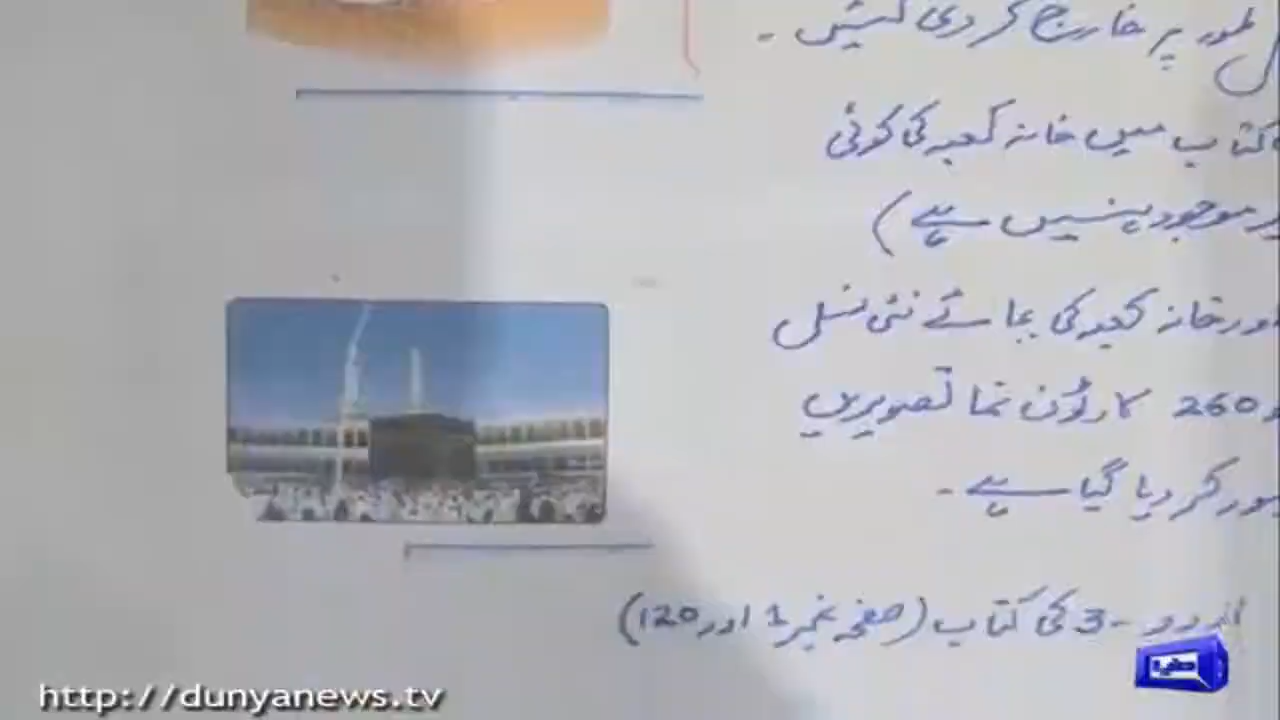 طور پر خارج کر دی گئیں ۔
کتاب میں خانہ کعبہ کی کوئی
موجود نہیں ہے)
اور خانہ کعبہ کی بجائے نئی نسل
260 کارٹون نما تصویریں
کر دیا گیا ہے ۔
اردو -3 کی کتاب (صفحہ نمبر 1 اور 120)
دنیا
http://dunyanews.tv